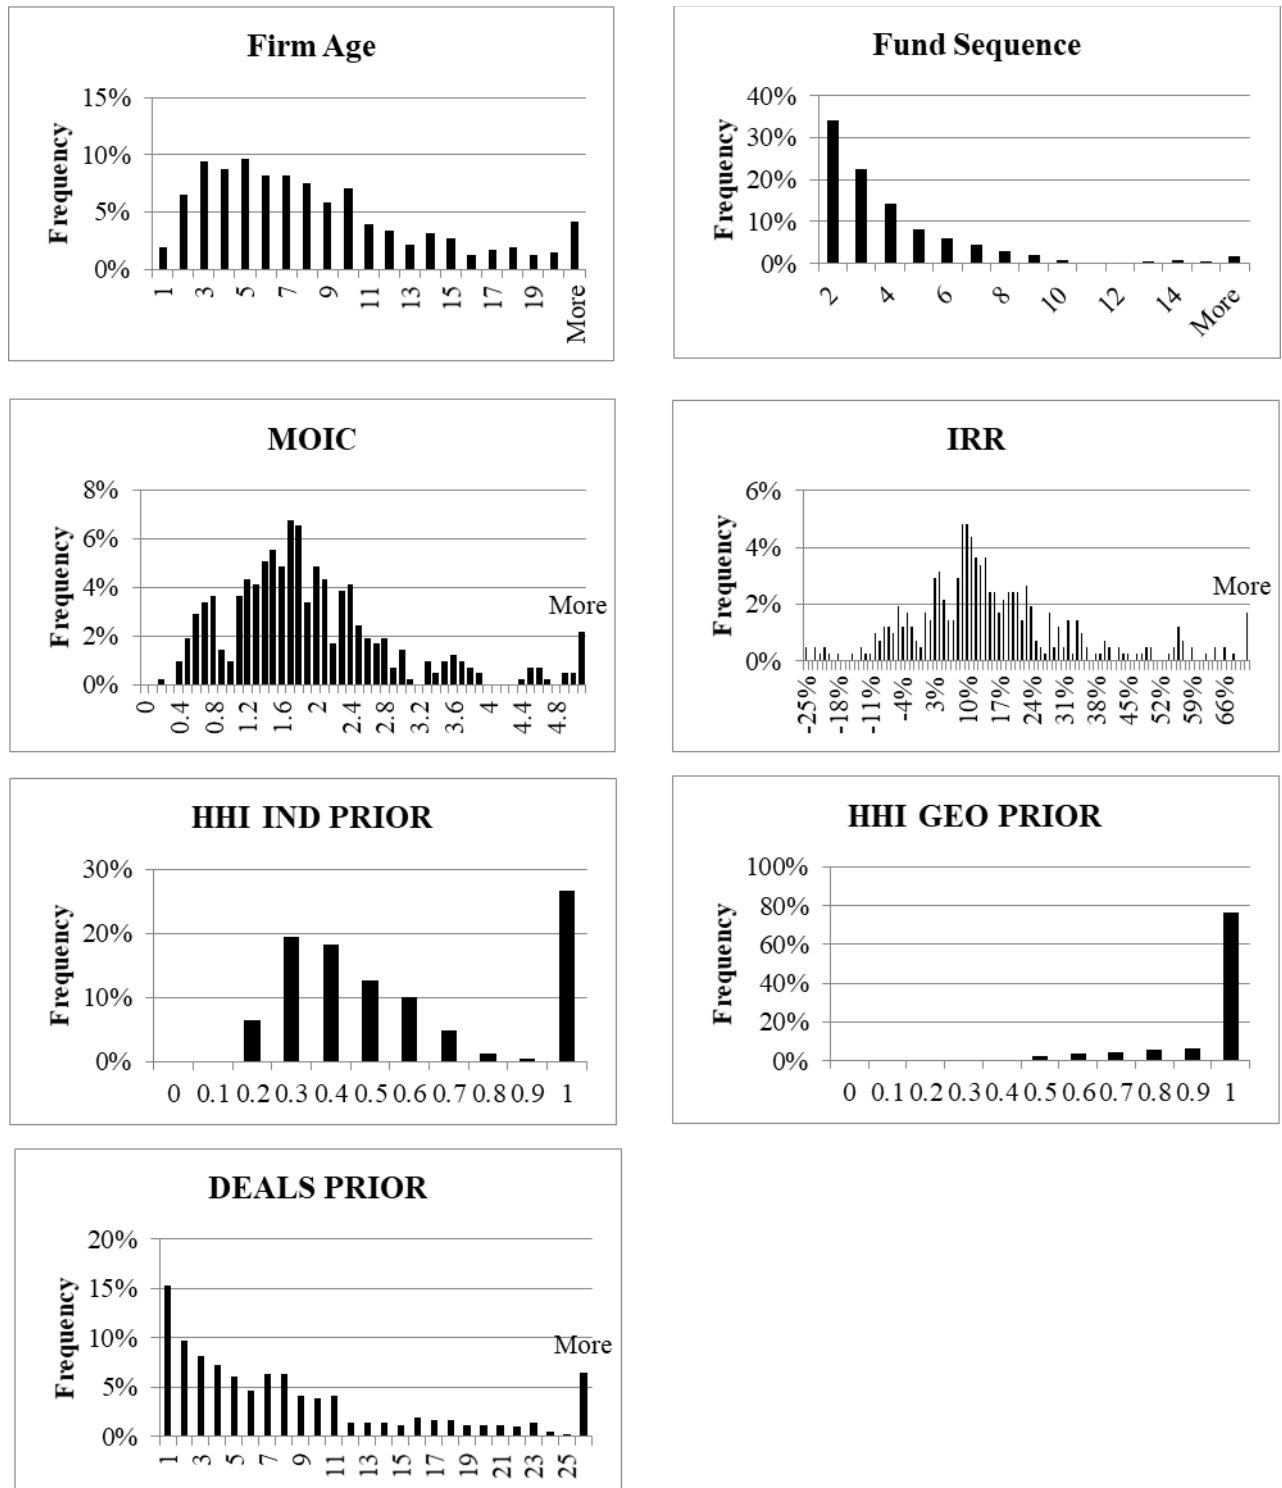 Firm Age
15%
10%
5%
0%
Frequency
1 3 5 7 9 11 13 15 17 19 More
Fund Sequence
40%
30%
20%
10%
0%
Frequency
2 4 6 8 10 12 14 More
MOIC
8%
6%
4%
2%
0%
Frequency
More
0 0.4 0.8 1.2 1.6 2 2.4 2.8 3.2 3.6 4 4.4 4.8
IRR
6%
4%
2%
0%
Frequency
More
-25% -18% -11% -4% 3% 10% 17% 24% 31% 38% 45% 52% 59% 66%
HHI IND PRIOR
30%
20%
10%
0%
Frequency
0 0.1 0.2 0.3 0.4 0.5 0.6 0.7 0.8 0.9 1
HHI GEO PRIOR
100%
80%
60%
40%
20%
0%
Frequency
0 0.1 0.2 0.3 0.4 0.5 0.6 0.7 0.8 0.9 1
DEALS PRIOR
20%
15%
10%
5%
0%
Frequency
More
1 3 5 7 9 11 13 15 17 19 21 23 25